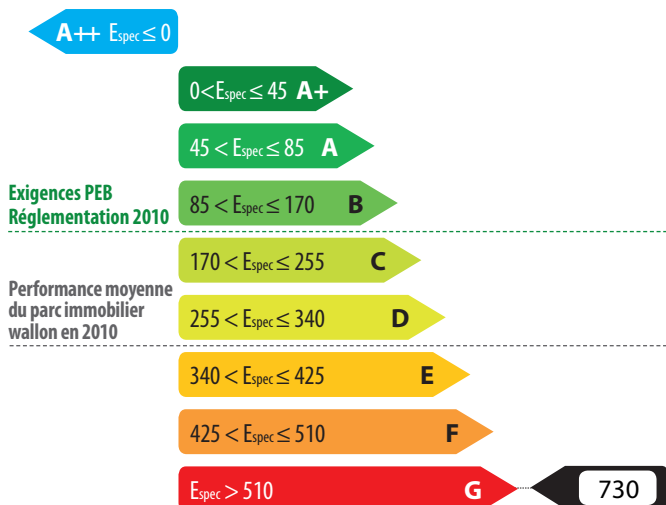 A++ Espec ≤ 0
0<Espec ≤ 45 A+
45 < Espec ≤ 85 A
Exigences PEB
Réglementation 2010
85 < Espec ≤ 170 B
170 < Espec ≤ 255 C
Performance moyenne
du parc immobilier
wallon en 2010
255 < Espec ≤ 340 D
340 < Espec ≤ 425 E
425 < Espec ≤ 510 F
Espec > 510 G 730